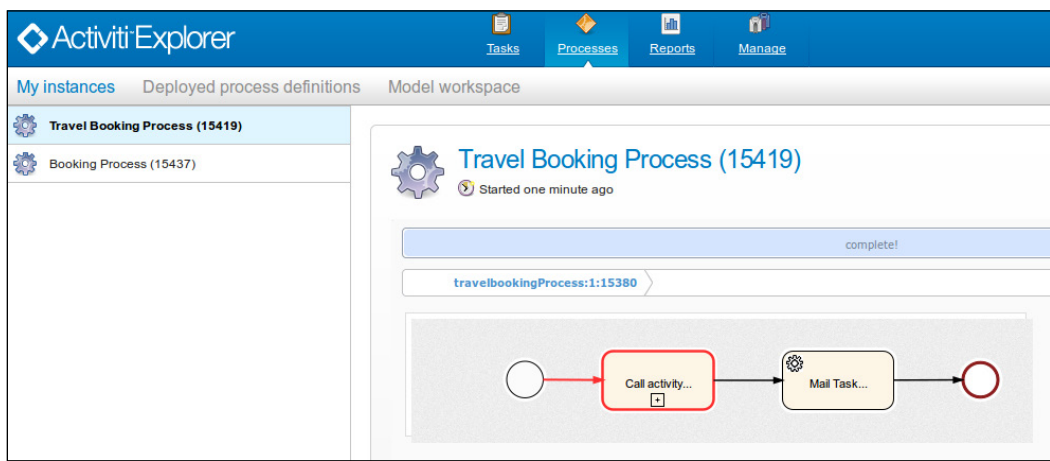 Activiti Explorer
Tasks Processes Reports Manage
My instances Deployed process definitions Model workspace
Travel Booking Process (15419)
Booking Process (15437)
Travel Booking Process (15419)
Started one minute ago
complete!
travelbookingProcess:1:15380
Call activity...
Mail Task...